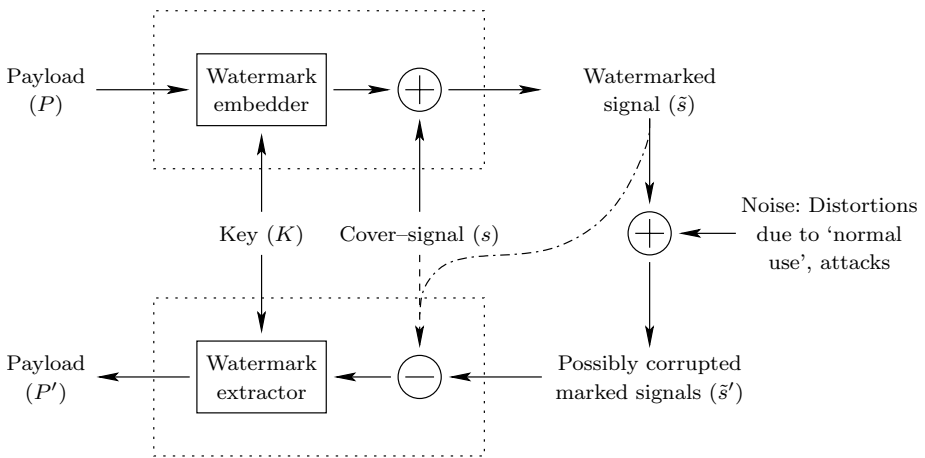 Payload
(P)
Watermark
embedder
Watermarked
signal (s̃)
Key (K)
Cover–signal (s)
Noise: Distortions
due to ‘normal
use’, attacks
Payload
(P′)
Watermark
extractor
Possibly corrupted
marked signals (s̃′)